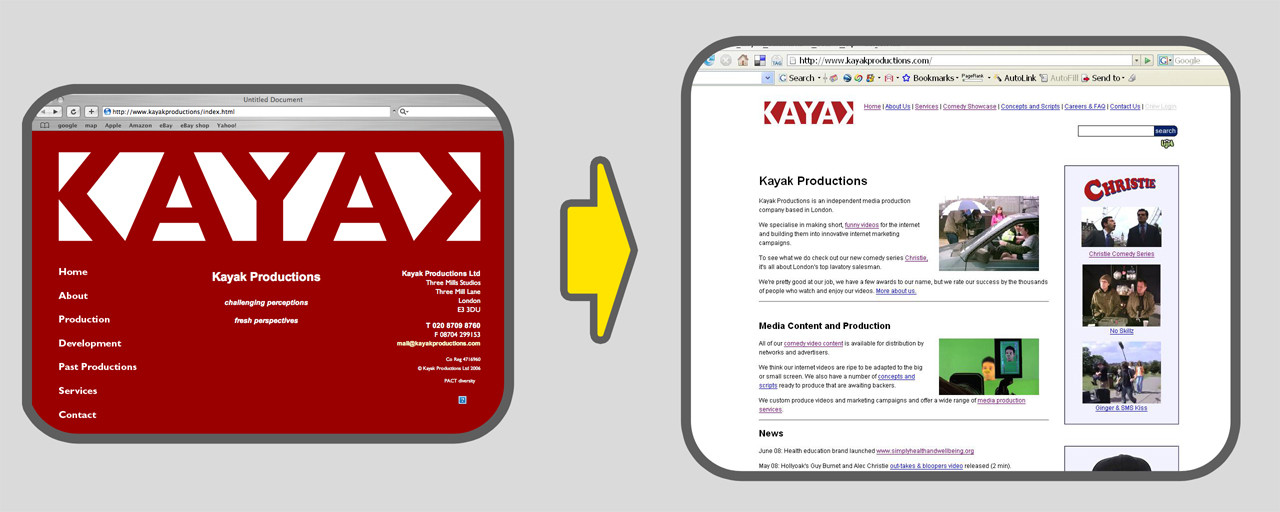 Untitled Document
http://www.kayakproductions/index.html
google map Apple Amazon eBay eBay shop Yahoo!
KAYAK
Home
About
Production
Development
Past Productions
Services
Contact
Kayak Productions
challenging perceptions
fresh perspectives
Kayak Productions Ltd
Three Mills Studios
Three Mill Lane
London
E3 3DU
T 020 8709 8760
F 08704 299153
mail@kayakproductions.com
Co Reg 4716960
© Kayak Productions Ltd 2006
PACT diversity
http://www.kayakproductions.com/
Google
Search Bookmarks PageRank AutoLink AutoFill Send to
KAYAK
Home | About Us | Services | Comedy Showcase | Concepts and Scripts | Careers & FAQ | Contact Us | Crew Login
search
Kayak Productions
Kayak Productions is an independent media production
company based in London.
We specialise in making short, funny videos for the internet
and building them into innovative internet marketing
campaigns.
To see what we do check out our new comedy series Christie,
it's all about London's top lavatory salesman.
We're pretty good at our job, we have a few awards to our name, but we rate our success by the thousands
of people who watch and enjoy our videos. More about us.
Media Content and Production
All of our comedy video content is available for distribution by
networks and advertisers.
We think our internet videos are ripe to be adapted to the big
or small screen. We also have a number of concepts and
scripts ready to produce that are awaiting backers.
We custom produce videos and marketing campaigns and offer a wide range of media production
services.
News
June 08: Health education brand launched www.simplyhealthandwellbeing.org
May 08: Hollyoak's Guy Burnet and Alec Christie out-takes & bloopers video released (2 min).
CHRISTIE
Christie Comedy Series
No Skillz
Ginger & SMS Kiss